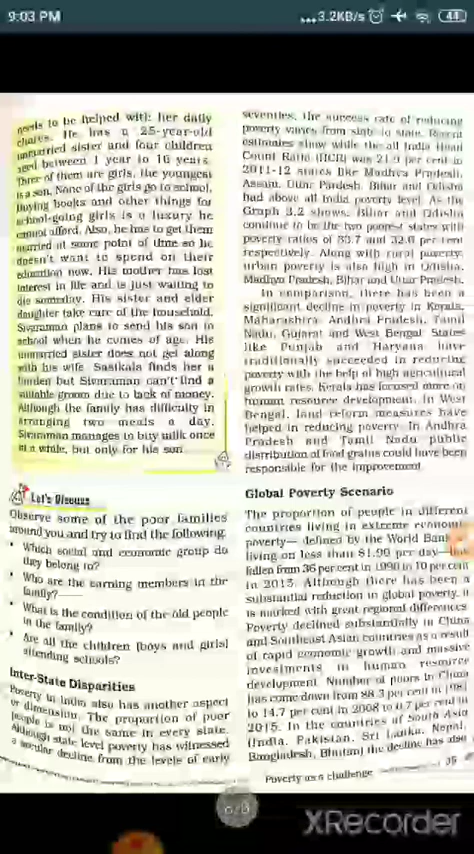 9:03 PM
...3.2KB/s
44
needs to be helped with her daily
chores. He has a 25-year-old
unmarried sister and four children
aged between 1 year to 16 years.
Three of them are girls, the youngest
is a son. None of the girls go to school.
Buying books and other things for
school-going girls is a luxury he
cannot afford. Also, he has to get them
married at some point of time so he
doesn't want to spend on their
education now. His mother has lost
interest in life and is just waiting to
die someday. His sister and elder
daughter take care of the household.
Sivaraman plans to send his son to
school when he comes of age. His
unmarried sister does not get along
with his wife. Sasikala finds her a
burden but Sivaraman can't find a
suitable groom due to lack of money.
Although the family has difficulty in
arranging two meals a day,
Sivaraman manages to buy milk once
in a while, but only for his son.
Let's Discuss
Observe some of the poor families
around you and try to find the following:
• Which social and economic group do
they belong to?
• Who are the earning members in the
family?
• What is the condition of the old people
in the family?
• Are all the children (boys and girls)
attending schools?
Inter-State Disparities
Poverty in India also has another aspect
or dimension. The proportion of poor
people is not the same in every state.
Although state level poverty has witnessed
a secular decline from the levels of early
seventies, the success rate of reducing
poverty varies from state to state. Recent
estimates show while the all India Head
Count Ratio (HCR) was 21.9 per cent in
2011-12 states like Madhya Pradesh,
Assam, Uttar Pardesh, Bihar and Odisha
had above all India poverty level. As the
Graph 3.2 shows, Bihar and Odisha
continue to be the two poorest states with
poverty ratios of 33.7 and 32.6 per cent
respectively. Along with rural poverty,
urban poverty is also high in Odisha,
Madhya Pradesh, Bihar and Uttar Pradesh.
In comparison, there has been a
significant decline in poverty in Kerala,
Maharashtra, Andhra Pradesh, Tamil
Nadu, Gujarat and West Bengal. States
like Punjab and Haryana have
traditionally succeeded in reducing
poverty with the help of high agricultural
growth rates. Kerala has focused more on
human resource development. In West
Bengal, land reform measures have
helped in reducing poverty. In Andhra
Pradesh and Tamil Nadu public
distribution of food grains could have been
responsible for the improvement.
Global Poverty Scenario
The proportion of people in different
countries living in extreme economic
poverty— defined by the World Bank
living on less than $1.90 per day—has
fallen from 36 per cent in 1990 to 10 per cent
in 2015. Although there has been a
substantial reduction in global poverty, it
is marked with great regional differences.
Poverty declined substantially in China
and Southeast Asian countries as a result
of rapid economic growth and massive
investments in human resource
development. Number of poors in China
has come down from 88.3 per cent in 1981
to 14.7 per cent in 2008 to 0.7 per cent in
2015. In the countries of South Asia
(India, Pakistan, Sri Lanka, Nepal,
Bangladesh, Bhutan) the decline has also
Poverty as a challenge
6/8
XRecorder